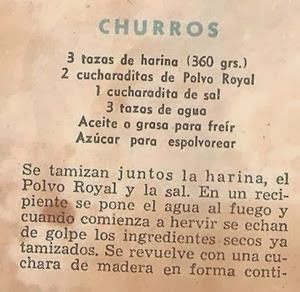 CHURROS
3 tazas de harina (360 grs.)
2 cucharaditas de Polvo Royal
1 cucharadita de sal
3 tazas de agua
Aceite o grasa para freír
Azúcar para espolvorear
Se tamizan juntos la harina, el
Polvo Royal y la sal. En un reci-
piente se pone el agua al fuego y
cuando comienza a hervir se echan
de golpe los ingredientes secos ya
tamizados. Se revuelve con una cu-
chara de madera en forma conti-